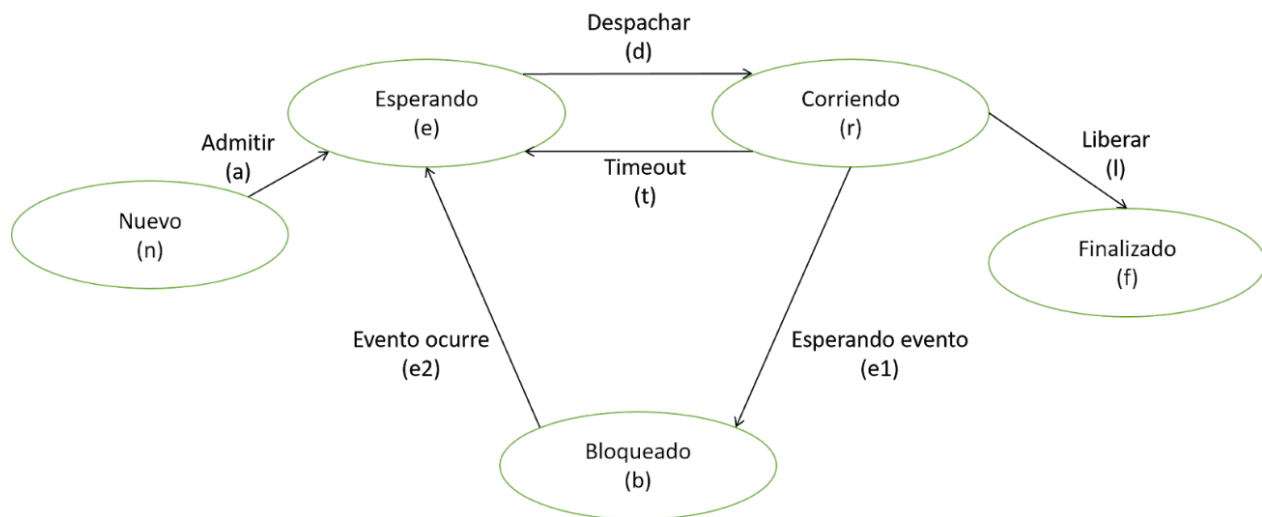 Despachar
(d)
Esperando
(e)
Corriendo
(r)
Admitir
(a)
Timeout
(t)
Liberar
(l)
Nuevo
(n)
Finalizado
(f)
Evento ocurre
(e2)
Esperando evento
(e1)
Bloqueado
(b)